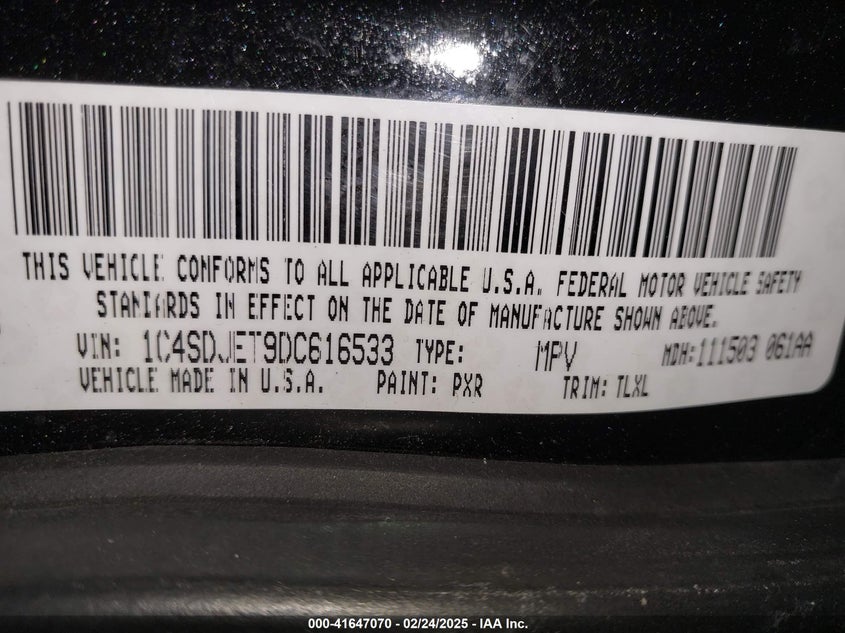 THIS VEHICLE CONFORMS TO ALL APPLICABLE U.S.A. FEDERAL MOTOR VEHICLE SAFETY
STANDARDS IN EFFECT ON THE DATE OF MANUFACTURE SHOWN ABOVE.
VIN: 1C4SDJET9DC616533 TYPE: MPV MDH:111503 061AA
VEHICLE MADE IN U.S.A. PAINT: PXR TRIM: TLXL
000-41647070 - 02/24/2025 - IAA Inc.